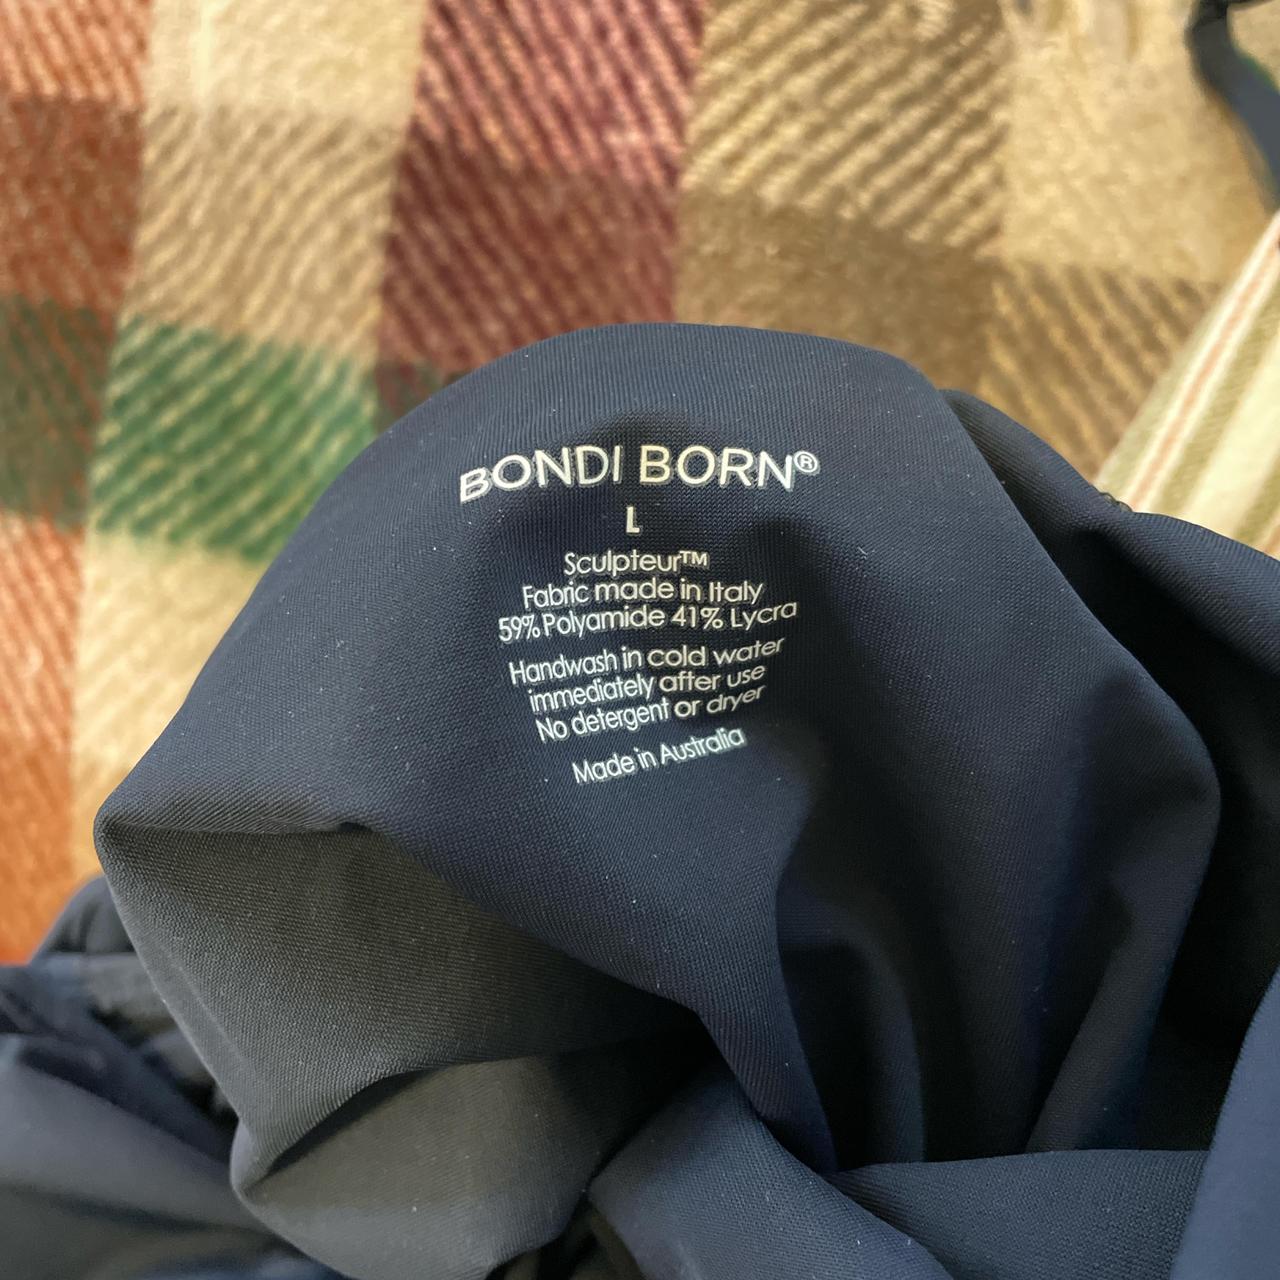 BONDI BORN®
L
Sculpteur™
Fabric made in Italy
59% Polyamide 41% Lycra
Handwash in cold water
immediately after use
No detergent or dryer
Made in Australia